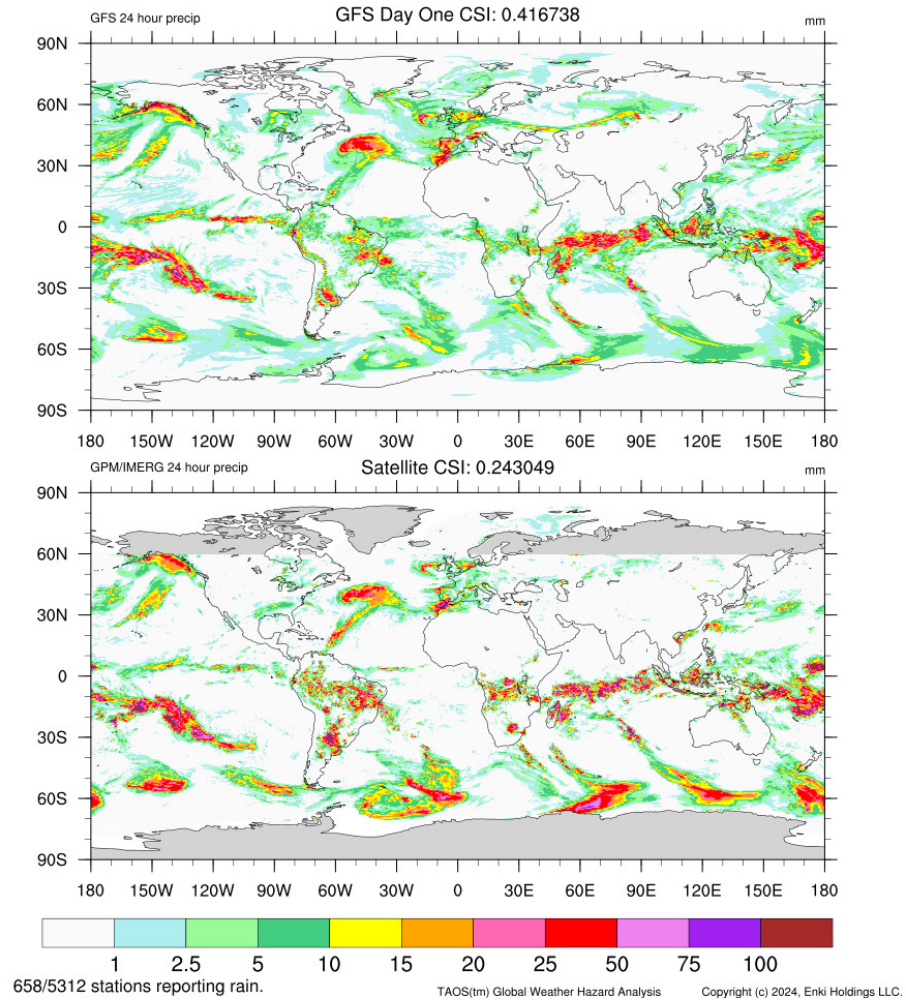 GFS 24 hour precip GFS Day One CSI: 0.416738 mm
90N
60N
30N
0
30S
60S
90S
180 150W 120W 90W 60W 30W 0 30E 60E 90E 120E 150E 180
GPM/IMERG 24 hour precip Satellite CSI: 0.243049 mm
90N
60N
30N
0
30S
60S
90S
180 150W 120W 90W 60W 30W 0 30E 60E 90E 120E 150E 180
1 2.5 5 10 15 20 25 50 75 100
658/5312 stations reporting rain. TAOS(tm) Global Weather Hazard Analysis Copyright (c) 2024, Enki Holdings LLC.